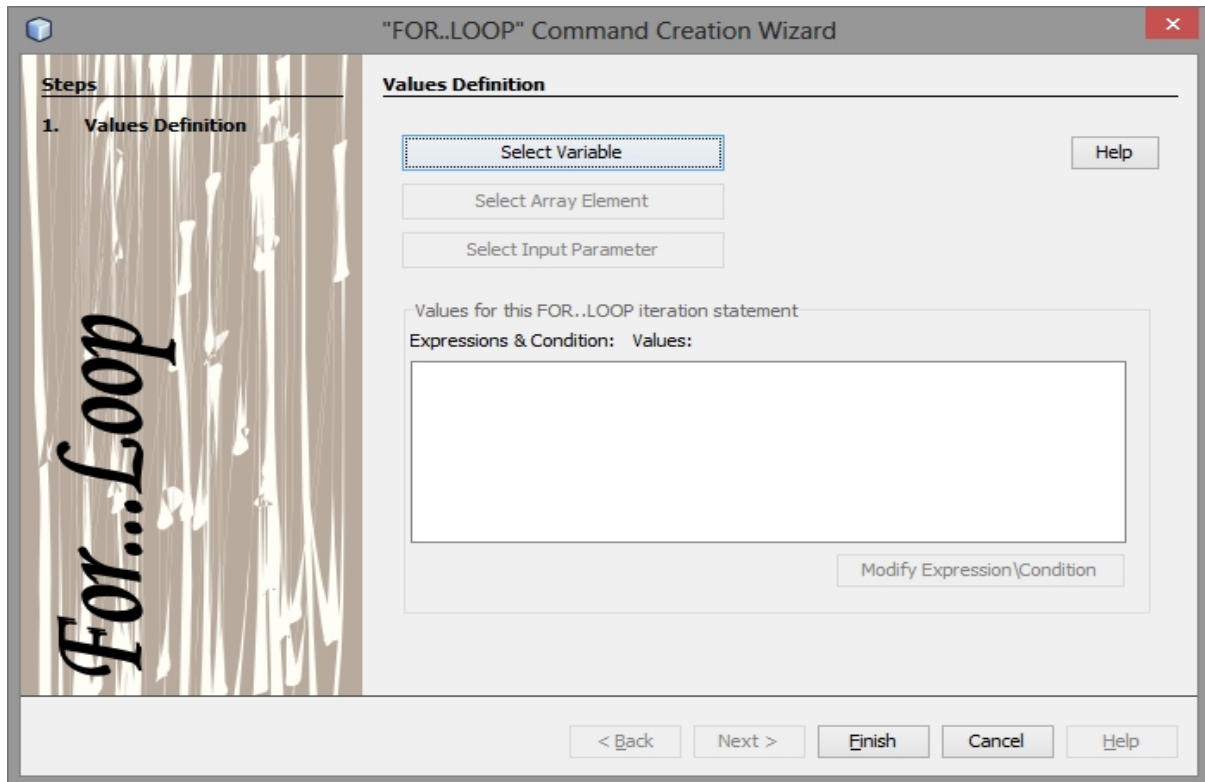 "FOR..LOOP" Command Creation Wizard
Steps
1. Values Definition
For...Loop
Values Definition
Select Variable
Help
Select Array Element
Select Input Parameter
Values for this FOR..LOOP iteration statement
Expressions & Condition: Values:
Modify Expression\Condition
< Back Next > Finish Cancel Help